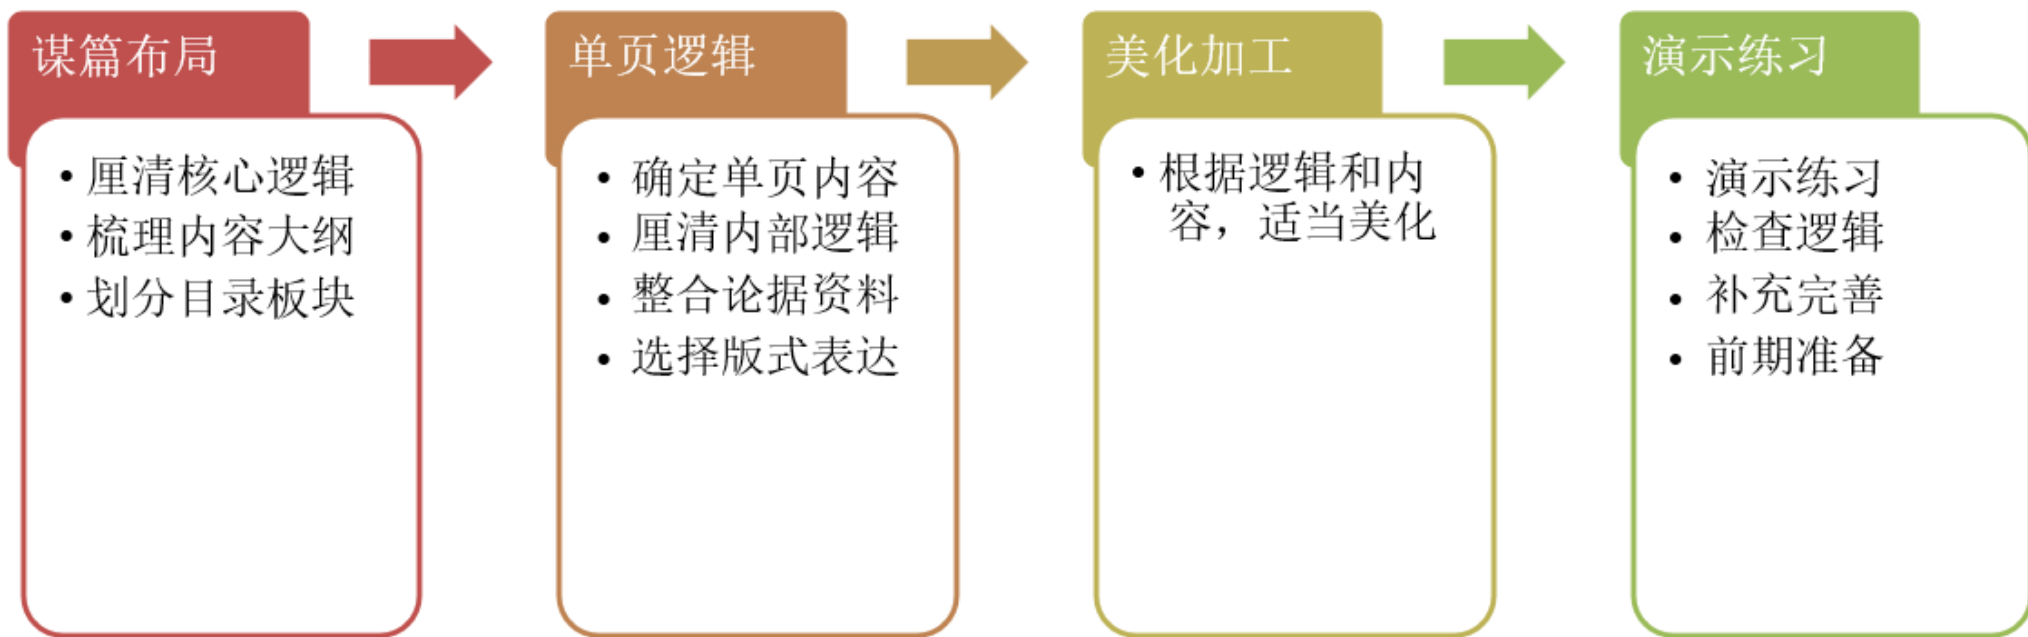 谋篇布局
• 厘清核心逻辑
• 梳理内容大纲
• 划分目录板块
单页逻辑
• 确定单页内容
• 厘清内部逻辑
• 整合论据资料
• 选择版式表达
美化加工
• 根据逻辑和内
容，适当美化
演示练习
• 演示练习
• 检查逻辑
• 补充完善
• 前期准备